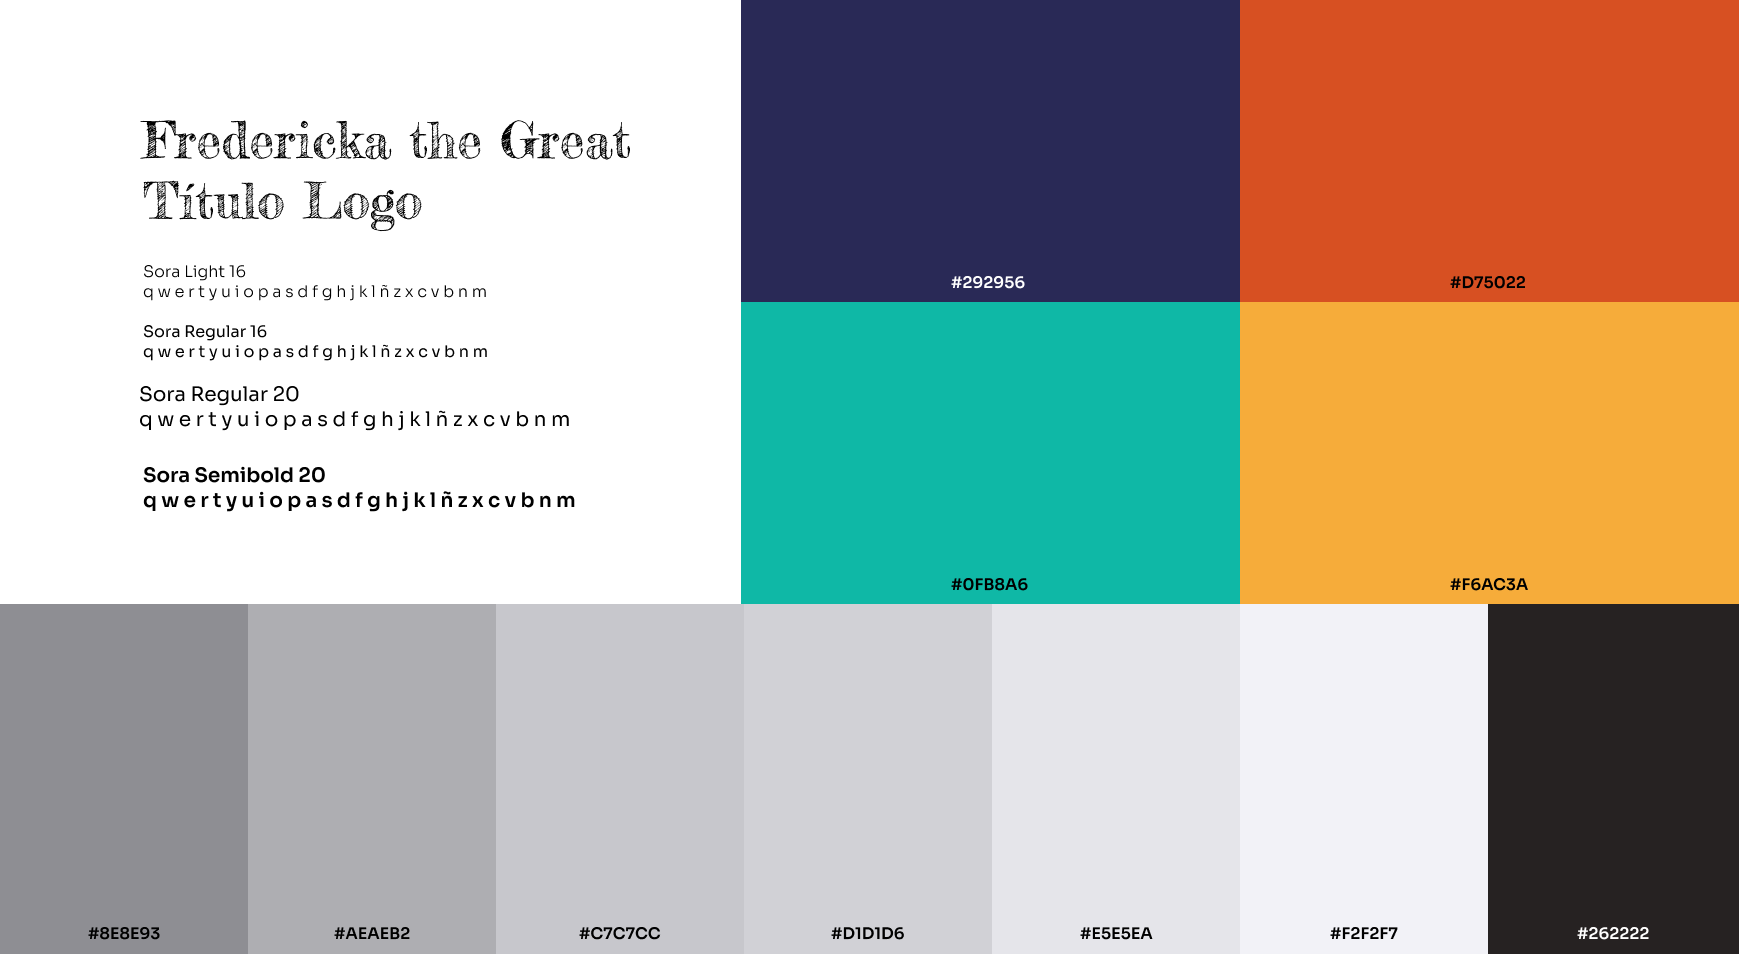 Fredericka the Great
Título Logo
Sora Light 16
q w e r t y u i o p a s d f g h j k l ñ z x c v b n m
Sora Regular 16
q w e r t y u i o p a s d f g h j k l ñ z x c v b n m
Sora Regular 20
q w e r t y u i o p a s d f g h j k l ñ z x c v b n m
Sora Semibold 20
q w e r t y u i o p a s d f g h j k l ñ z x c v b n m
#292956
#D75022
#0FB8A6
#F6AC3A
#8E8E93
#AEAEB2
#C7C7CC
#D1D1D6
#E5E5EA
#F2F2F7
#262222